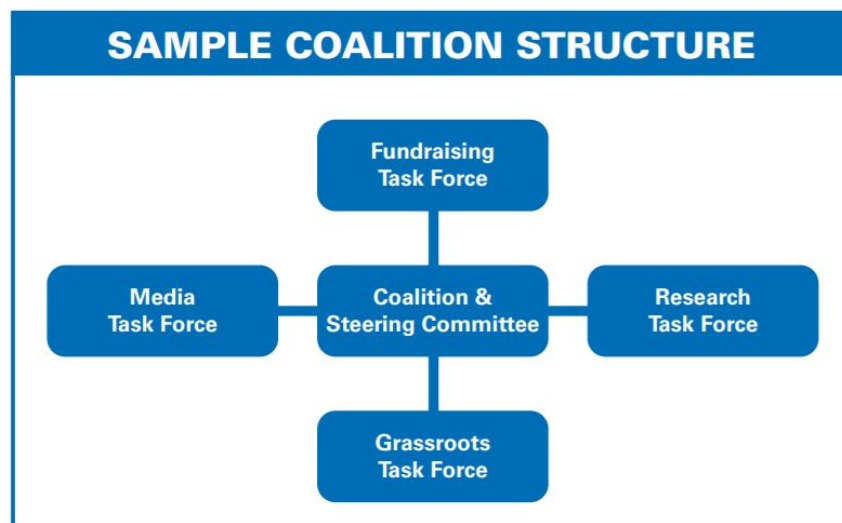 SAMPLE COALITION STRUCTURE
Fundraising
Task Force
Media
Task Force
Coalition &
Steering Committee
Research
Task Force
Grassroots
Task Force